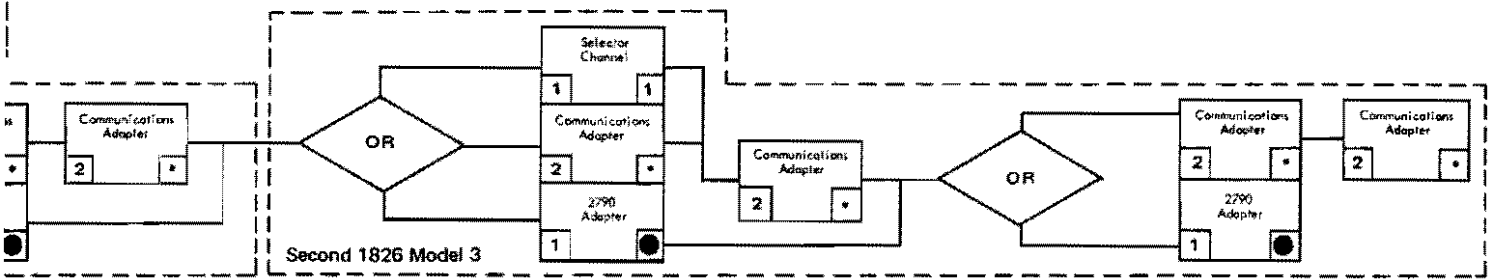 Communications
Adapter
2
*
*
OR
Selector
Channel
1
1
Communications
Adapter
2
*
2790
Adapter
1
Second 1826 Model 3
Communications
Adapter
2
*
OR
Communications
Adapter
2
*
2790
Adapter
1
Communications
Adapter
2
*